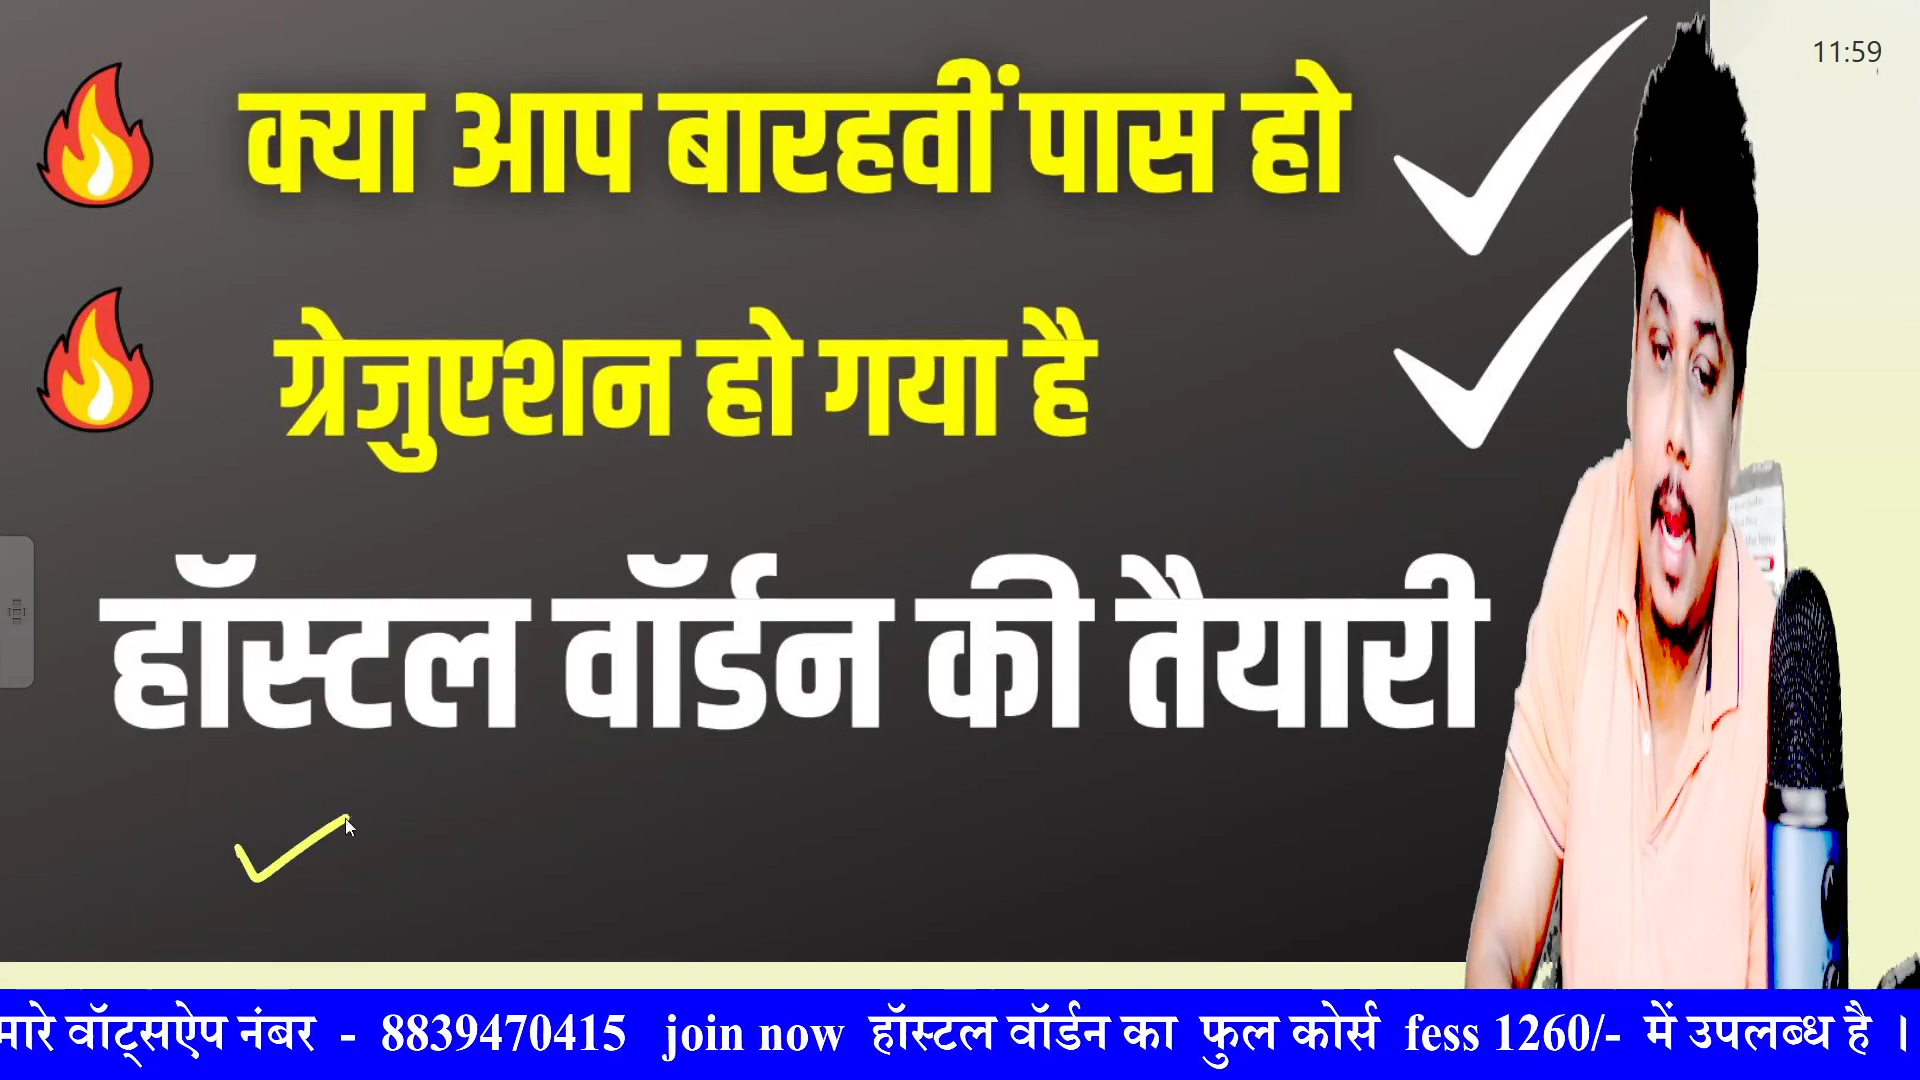 11:59
क्या आप बारहवीं पास हो
ग्रेजुएशन हो गया है
हॉस्टल वॉर्डन की तैयारी
मारे वॉट्सऐप नंबर - 8839470415 join now हॉस्टल वॉर्डन का फुल कोर्स fess 1260/- में उपलब्ध है ।